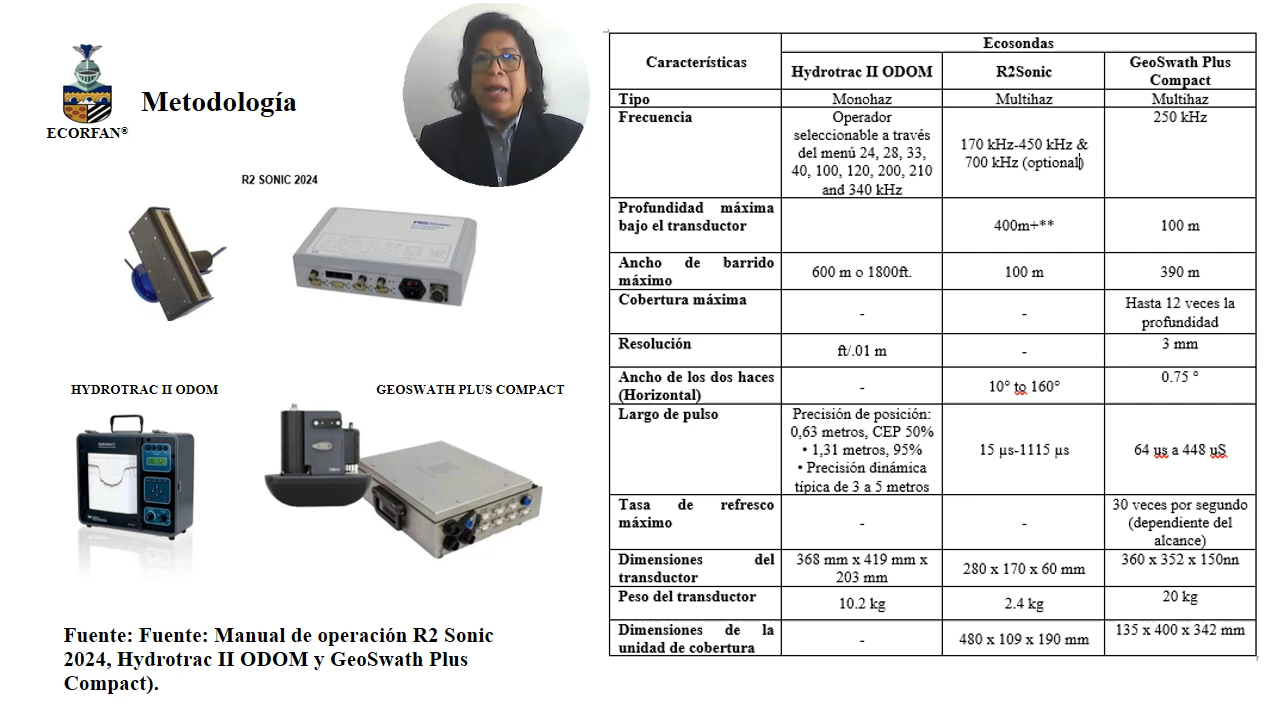 ECORFAN®
Metodología
R2 SONIC 2024
HYDROTRAC II ODOM
GEOSWATH PLUS COMPACT
Fuente: Fuente: Manual de operación R2 Sonic
2024, Hydrotrac II ODOM y GeoSwath Plus
Compact).
Características
Ecosondas
Hydrotrac II ODOM
R2Sonic
GeoSwath Plus
Compact
Tipo
Monohaz
Multihaz
Multihaz
Frecuencia
Operador
seleccionable a través
del menú 24, 28, 33,
40, 100, 120, 200, 210
and 340 kHz
170 kHz-450 kHz &
700 kHz (optional)
250 kHz
Profundidad máxima
bajo el transductor
400m+**
100 m
Ancho de barrido
máximo
600 m o 1800ft.
100 m
390 m
Cobertura máxima
-
-
Hasta 12 veces la
profundidad
Resolución
ft/.01 m
-
3 mm
Ancho de los dos haces
(Horizontal)
-
10° to 160°
0.75 °
Largo de pulso
Precisión de posición:
0,63 metros, CEP 50%
• 1,31 metros, 95%
• Precisión dinámica
típica de 3 a 5 metros
15 µs-1115 µs
64 us a 448 uS
Tasa de refresco
máximo
-
-
30 veces por segundo
(dependiente del
alcance)
Dimensiones del
transductor
368 mm x 419 mm x
203 mm
280 x 170 x 60 mm
360 x 352 x 150nn
Peso del transductor
10.2 kg
2.4 kg
20 kg
Dimensiones de la
unidad de cobertura
-
480 x 109 x 190 mm
135 x 400 x 342 mm